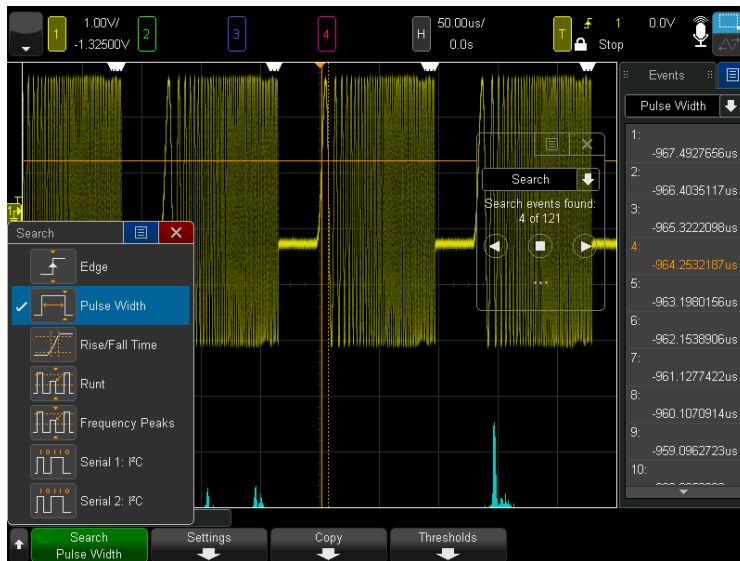 1
1.00V/
-1.32500V
2
3
4
H
50.00us/
0.0s
T
1
0.0V
Stop
Events
Pulse Width
1:
-967.4927656us
2:
-966.4035117us
3:
-965.3222098us
4:
-964.2532187us
5:
-963.1980156us
6:
-962.1538906us
7:
-961.1277422us
8:
-960.1070914us
9:
-959.0962723us
10:
Search
Search events found:
4 of 121
...
Search
Edge
Pulse Width
Rise/Fall Time
Runt
Frequency Peaks
Serial 1: I²C
Serial 2: I²C
Search
Pulse Width
Settings
Copy
Thresholds